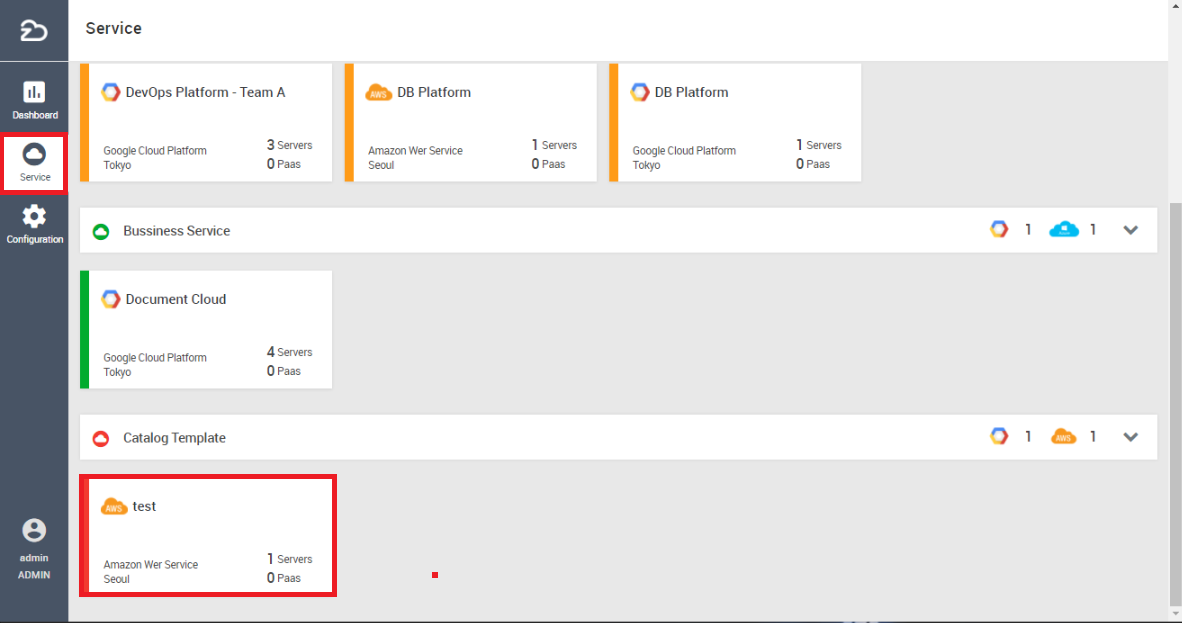 Service
Dashboard
Service
Configuration
admin
ADMIN
DevOps Platform - Team A
Google Cloud Platform
Tokyo
3 Servers
0 Paas
AWS DB Platform
Amazon Wer Service
Seoul
1 Servers
0 Paas
DB Platform
Google Cloud Platform
Tokyo
1 Servers
0 Paas
Bussiness Service
1
1
Document Cloud
Google Cloud Platform
Tokyo
4 Servers
0 Paas
Catalog Template
1
AWS 1
AWS test
Amazon Wer Service
Seoul
1 Servers
0 Paas